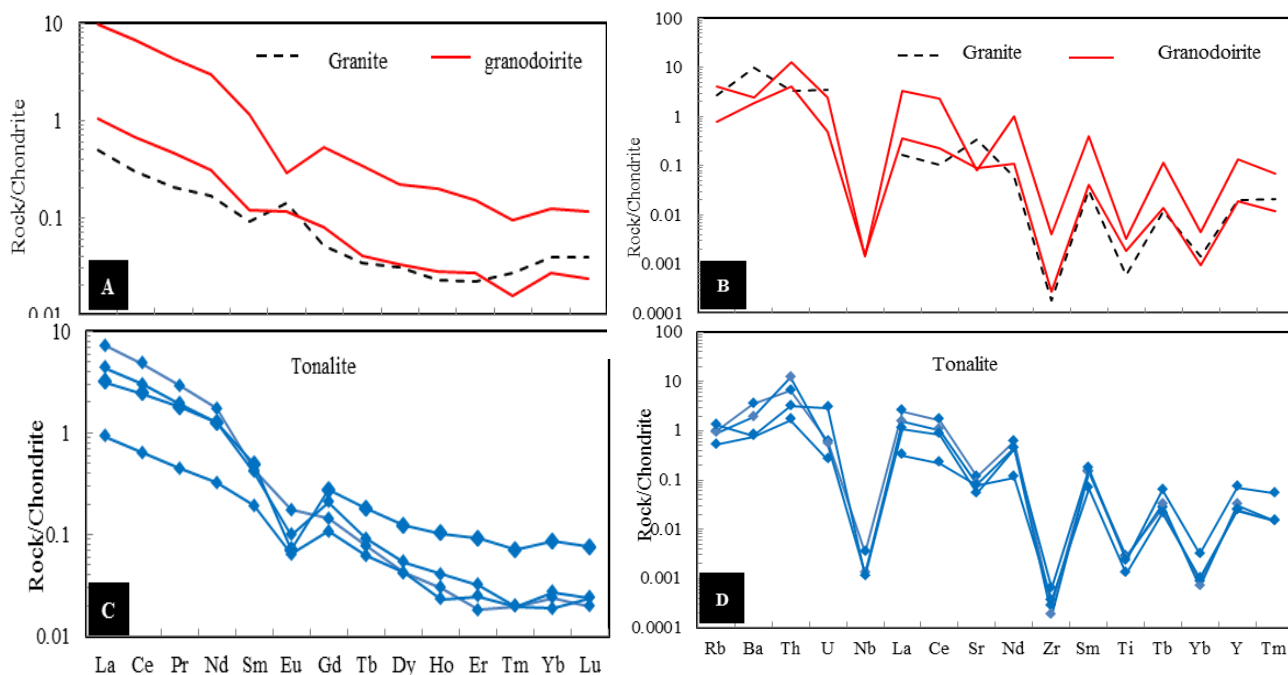 10
1
0.1
0.01
Rock/Chondrite
Granite granodoirite
A
100
10
1
0.1
0.01
0.001
0.0001
Rock/Chondrite
Granite Granodoirite
B
10
1
0.1
0.01
Rock/Chondrite
Tonalite
C
La Ce Pr Nd Sm Eu Gd Tb Dy Ho Er Tm Yb Lu
100
10
1
0.1
0.01
0.001
0.0001
Rock/Chondrite
Tonalite
D
Rb Ba Th U Nb La Ce Sr Nd Zr Sm Ti Tb Yb Y Tm